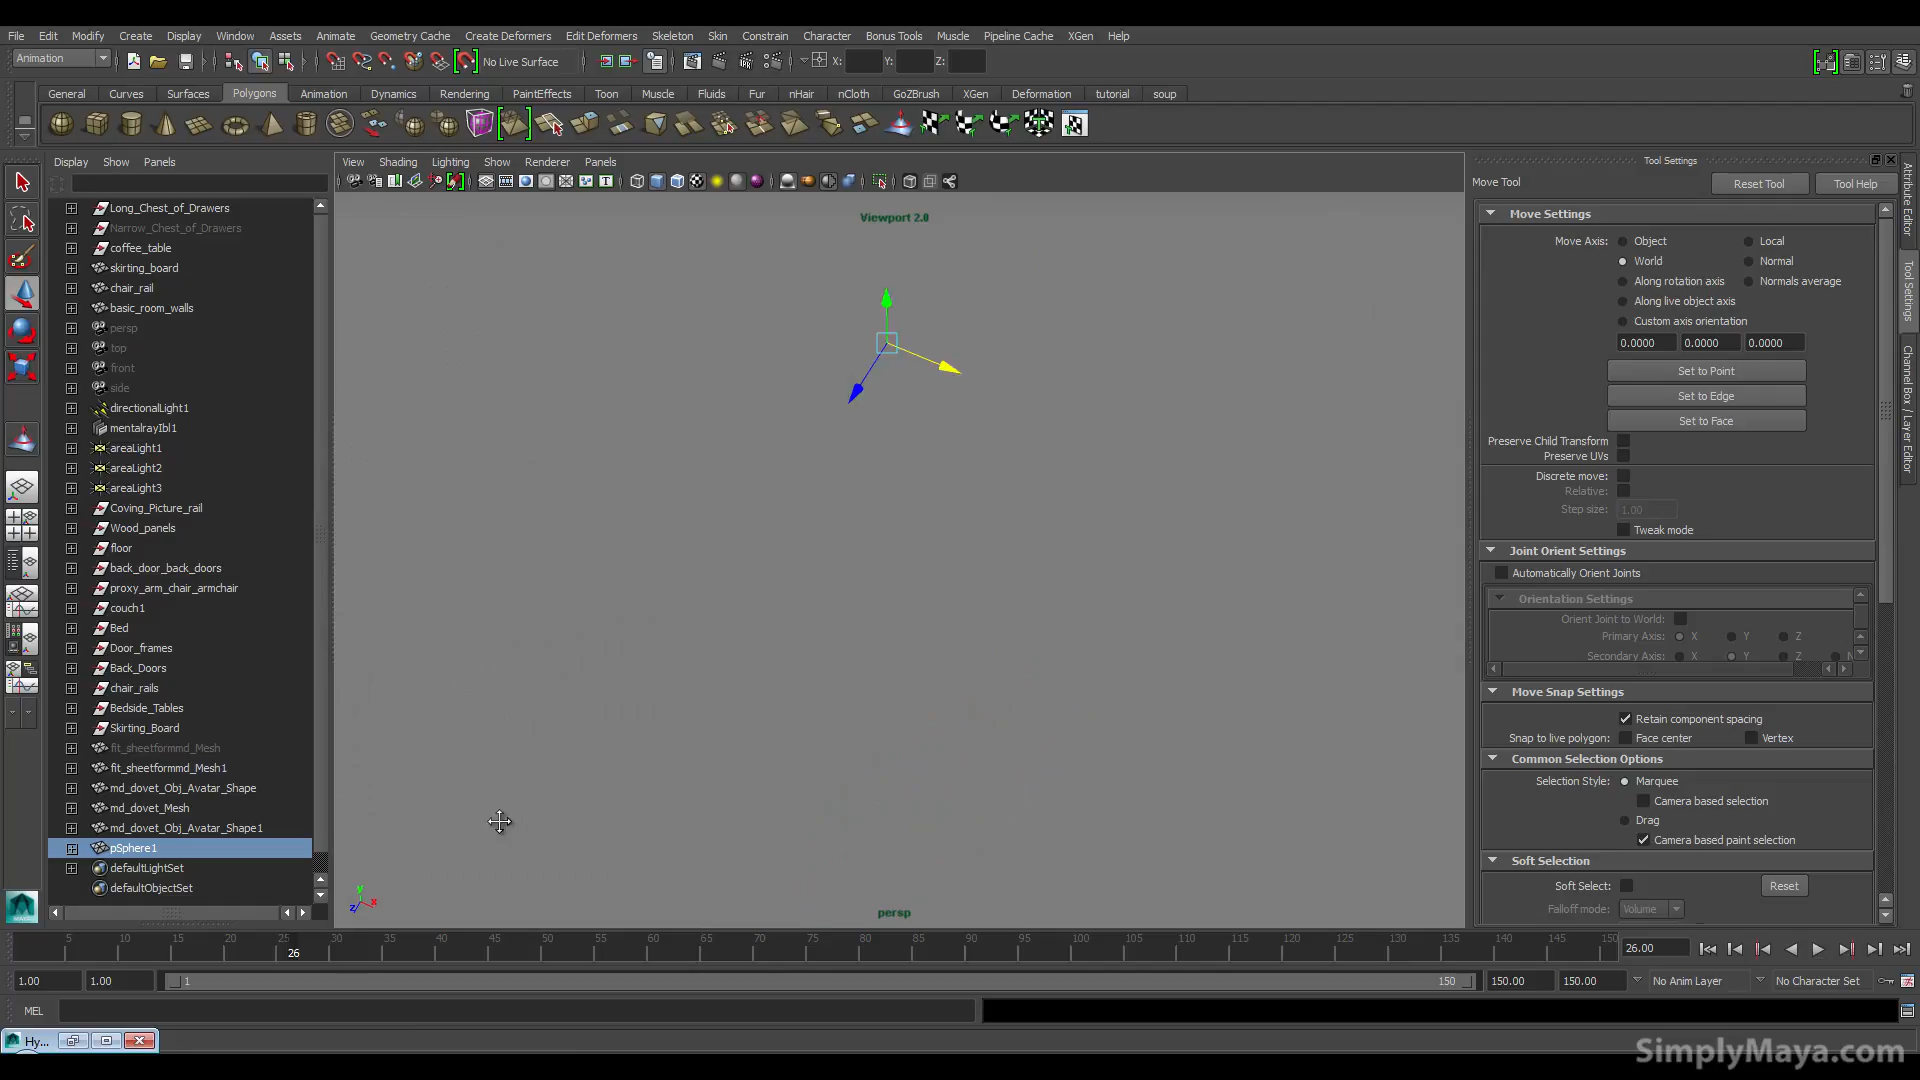 File Edit Modify Create Display Window Assets Animate Geometry Cache Create Deformers Edit Deformers Skeleton Skin Constrain Character Bonus Tools Muscle Pipeline Cache XGen Help
Animation No Live Surface X: Y: Z:
General Curves Surfaces Polygons Animation Dynamics Rendering PaintEffects Toon Muscle Fluids Fur nHair nCloth GoZBrush XGen Deformation tutorial soup
Display Show Panels
Long_Chest_of_Drawers
Narrow_Chest_of_Drawers
coffee_table
skirting_board
chair_rail
basic_room_walls
persp
top
front
side
directionalLight1
mentalrayIbl1
areaLight1
areaLight2
areaLight3
Coving_Picture_rail
Wood_panels
floor
back_door_back_doors
proxy_arm_chair_armchair
couch1
Bed
Door_frames
Back_Doors
chair_rails
Bedside_Tables
Skirting_Board
fit_sheetformmd_Mesh
fit_sheetformmd_Mesh1
md_dovet_Obj_Avatar_Shape
md_dovet_Mesh
md_dovet_Obj_Avatar_Shape1
pSphere1
defaultLightSet
defaultObjectSet
View Shading Lighting Show Renderer Panels
Viewport 2.0
y
z x
persp
Tool Settings
Move Tool Reset Tool Tool Help
Move Settings
Move Axis: Object Local
World Normal
Along rotation axis Normals average
Along live object axis
Custom axis orientation
0.0000 0.0000 0.0000
Set to Point
Set to Edge
Set to Face
Preserve Child Transform
Preserve UVs
Discrete move:
Relative:
Step size: 1.00
Tweak mode
Joint Orient Settings
Automatically Orient Joints
Orientation Settings
Orient Joint to World:
Primary Axis: X Y Z
Secondary Axis: X Y
Move Snap Settings
Retain component spacing
Snap to live polygon: Face center Vertex
Common Selection Options
Selection Style: Marquee
Camera based selection
Drag
Camera based paint selection
Soft Selection
Soft Select: Reset
Falloff mode: Volume
Attribute Editor
Tool Settings
Channel Box / Layer Editor
5 10 15 20 25 30 35 40 45 50 55 60 65 70 75 80 85 90 95 100 105 110 115 120 125 130 135 140 145 150
26
26.00
1.00 1.00 1 150 150.00 150.00 No Anim Layer No Character Set
MEL
Hy...
SimplyMaya.com